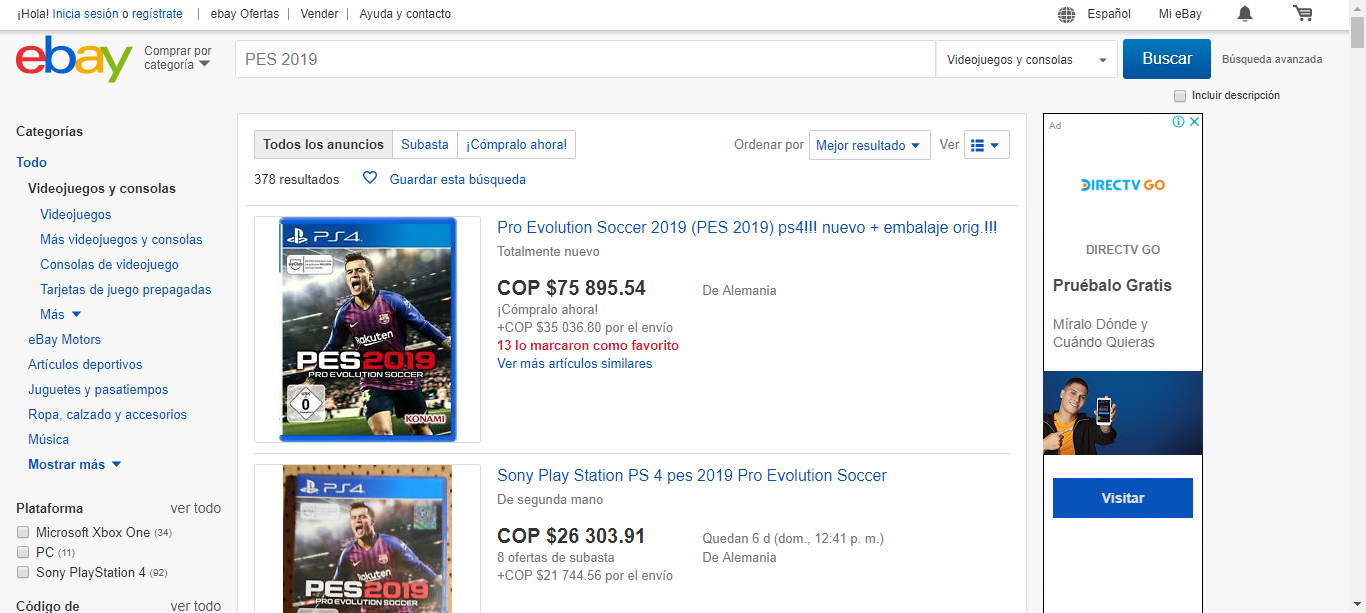 ¡Hola! Inicia sesión o regístrate | ebay Ofertas | Vender | Ayuda y contacto Español Mi eBay
ebay
Comprar por
categoría
PES 2019
Videojuegos y consolas
Buscar
Búsqueda avanzada
Incluir descripción
Categorías
Todo
Videojuegos y consolas
Videojuegos
Más videojuegos y consolas
Consolas de videojuego
Tarjetas de juego prepagadas
Más
eBay Motors
Artículos deportivos
Juguetes y pasatiempos
Ropa, calzado y accesorios
Música
Mostrar más
Plataforma ver todo
Microsoft Xbox One (34)
PC (11)
Sony PlayStation 4 (92)
Código de ver todo
Todos los anuncios Subasta ¡Cómpralo ahora!
Ordenar por Mejor resultado Ver
378 resultados Guardar esta búsqueda
PS4
Rakuten
PES2019
PRO EVOLUTION SOCCER
USK
0
KONAMI
Pro Evolution Soccer 2019 (PES 2019) ps4!!! nuevo + embalaje orig.!!!
Totalmente nuevo
COP $75 895.54 De Alemania
¡Cómpralo ahora!
+COP $35 036.80 por el envío
13 lo marcaron como favorito
Ver más artículos similares
PS4
Rakuten
PES2019
PRO EVOLUTION SOCCER
Sony Play Station PS 4 pes 2019 Pro Evolution Soccer
De segunda mano
COP $26 303.91 Quedan 6 d (dom., 12:41 p. m.)
8 ofertas de subasta De Alemania
+COP $21 744.56 por el envío
Ad
DIRECTV GO
DIRECTV GO
Pruébalo Gratis
Míralo Dónde y
Cuándo Quieras
Visitar